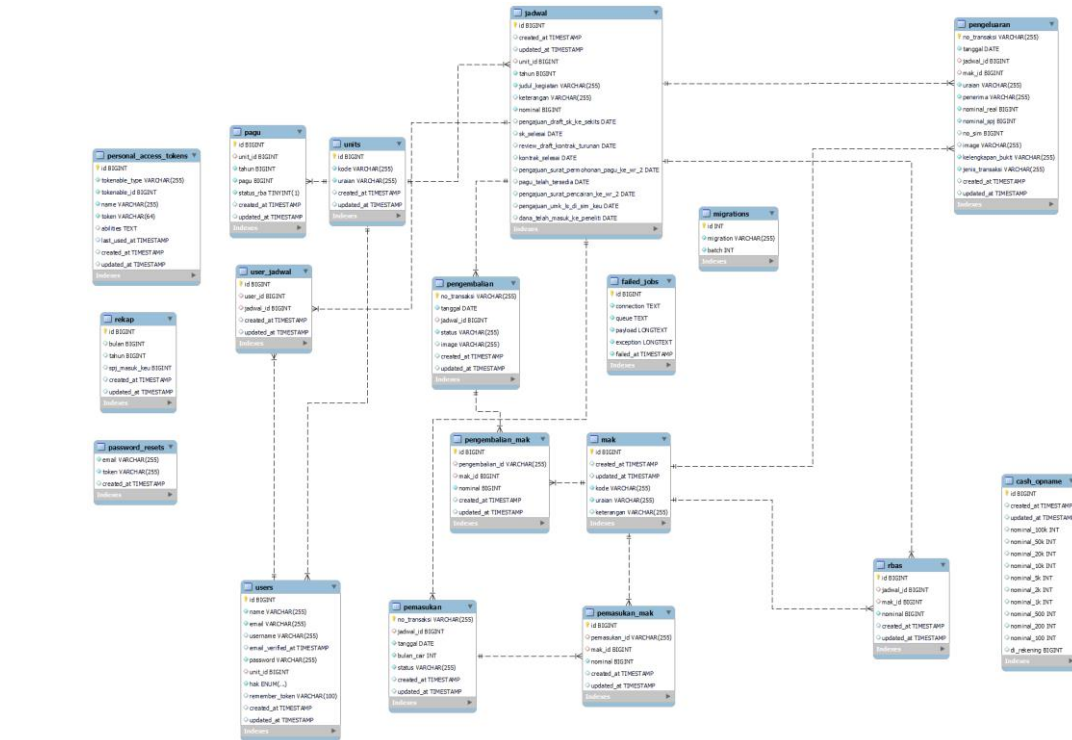 jadwal
id BIGINT
created_at TIMESTAMP
updated_at TIMESTAMP
unit_id BIGINT
tahun BIGINT
judul_kegiatan VARCHAR(255)
keterangan VARCHAR(255)
nominal BIGINT
pengajuan_draft_sk_ke_sekits DATE
sk_selesai DATE
review_draft_kontrak_turunan DATE
kontrak_selesai DATE
pengajuan_surat_permohonan_pagu_ke_wr_2 DATE
pagu_telah_tersedia DATE
pengajuan_surat_pencairan_ke_wr_2 DATE
pengajuan_umk_ls_di_sim_keu DATE
dana_telah_masuk_ke_peneliti DATE
Indexes
pengeluaran
no_transaksi VARCHAR(255)
tanggal DATE
jadwal_id BIGINT
mak_id BIGINT
uraian VARCHAR(255)
penerima VARCHAR(255)
nominal_real BIGINT
nominal_spj BIGINT
no_sim BIGINT
image VARCHAR(255)
kelengkapan_bukti VARCHAR(255)
jenis_transaksi VARCHAR(255)
created_at TIMESTAMP
updated_at TIMESTAMP
Indexes
pagu
id BIGINT
unit_id BIGINT
tahun BIGINT
pagu BIGINT
status_rba TINYINT(1)
created_at TIMESTAMP
updated_at TIMESTAMP
Indexes
units
id BIGINT
kode VARCHAR(255)
uraian VARCHAR(255)
created_at TIMESTAMP
updated_at TIMESTAMP
Indexes
personal_access_tokens
id BIGINT
tokenable_type VARCHAR(255)
tokenable_id BIGINT
name VARCHAR(255)
token VARCHAR(64)
abilities TEXT
last_used_at TIMESTAMP
created_at TIMESTAMP
updated_at TIMESTAMP
Indexes
migrations
id INT
migration VARCHAR(255)
batch INT
Indexes
user_jadwal
id BIGINT
user_id BIGINT
jadwal_id BIGINT
created_at TIMESTAMP
updated_at TIMESTAMP
Indexes
pengembalian
no_transaksi VARCHAR(255)
tanggal DATE
jadwal_id BIGINT
status VARCHAR(255)
image VARCHAR(255)
created_at TIMESTAMP
updated_at TIMESTAMP
Indexes
failed_jobs
id BIGINT
connection TEXT
queue TEXT
payload LONGTEXT
exception LONGTEXT
failed_at TIMESTAMP
Indexes
rekap
id BIGINT
bulan BIGINT
tahun BIGINT
spj_masuk_keu BIGINT
created_at TIMESTAMP
updated_at TIMESTAMP
Indexes
password_resets
email VARCHAR(255)
token VARCHAR(255)
created_at TIMESTAMP
Indexes
pengembalian_mak
id BIGINT
pengembalian_id VARCHAR(255)
mak_id BIGINT
nominal BIGINT
created_at TIMESTAMP
updated_at TIMESTAMP
Indexes
mak
id BIGINT
created_at TIMESTAMP
updated_at TIMESTAMP
kode VARCHAR(255)
uraian VARCHAR(255)
keterangan VARCHAR(255)
Indexes
cash_opname
id BIGINT
created_at TIMESTAMP
updated_at TIMESTAMP
nominal_100k INT
nominal_50k INT
nominal_20k INT
nominal_10k INT
nominal_5k INT
nominal_2k INT
nominal_1k INT
nominal_500 INT
nominal_200 INT
nominal_100 INT
di_rekening BIGINT
Indexes
rbas
id BIGINT
jadwal_id BIGINT
mak_id BIGINT
nominal BIGINT
created_at TIMESTAMP
updated_at TIMESTAMP
Indexes
users
id BIGINT
name VARCHAR(255)
email VARCHAR(255)
username VARCHAR(255)
email_verified_at TIMESTAMP
password VARCHAR(255)
unit_id BIGINT
hak ENUM(...)
remember_token VARCHAR(100)
created_at TIMESTAMP
updated_at TIMESTAMP
Indexes
pemasukan
no_transaksi VARCHAR(255)
jadwal_id BIGINT
tanggal DATE
bulan_cair INT
status VARCHAR(255)
created_at TIMESTAMP
updated_at TIMESTAMP
Indexes
pemasukan_mak
id BIGINT
pemasukan_id VARCHAR(255)
mak_id BIGINT
nominal BIGINT
created_at TIMESTAMP
updated_at TIMESTAMP
Indexes